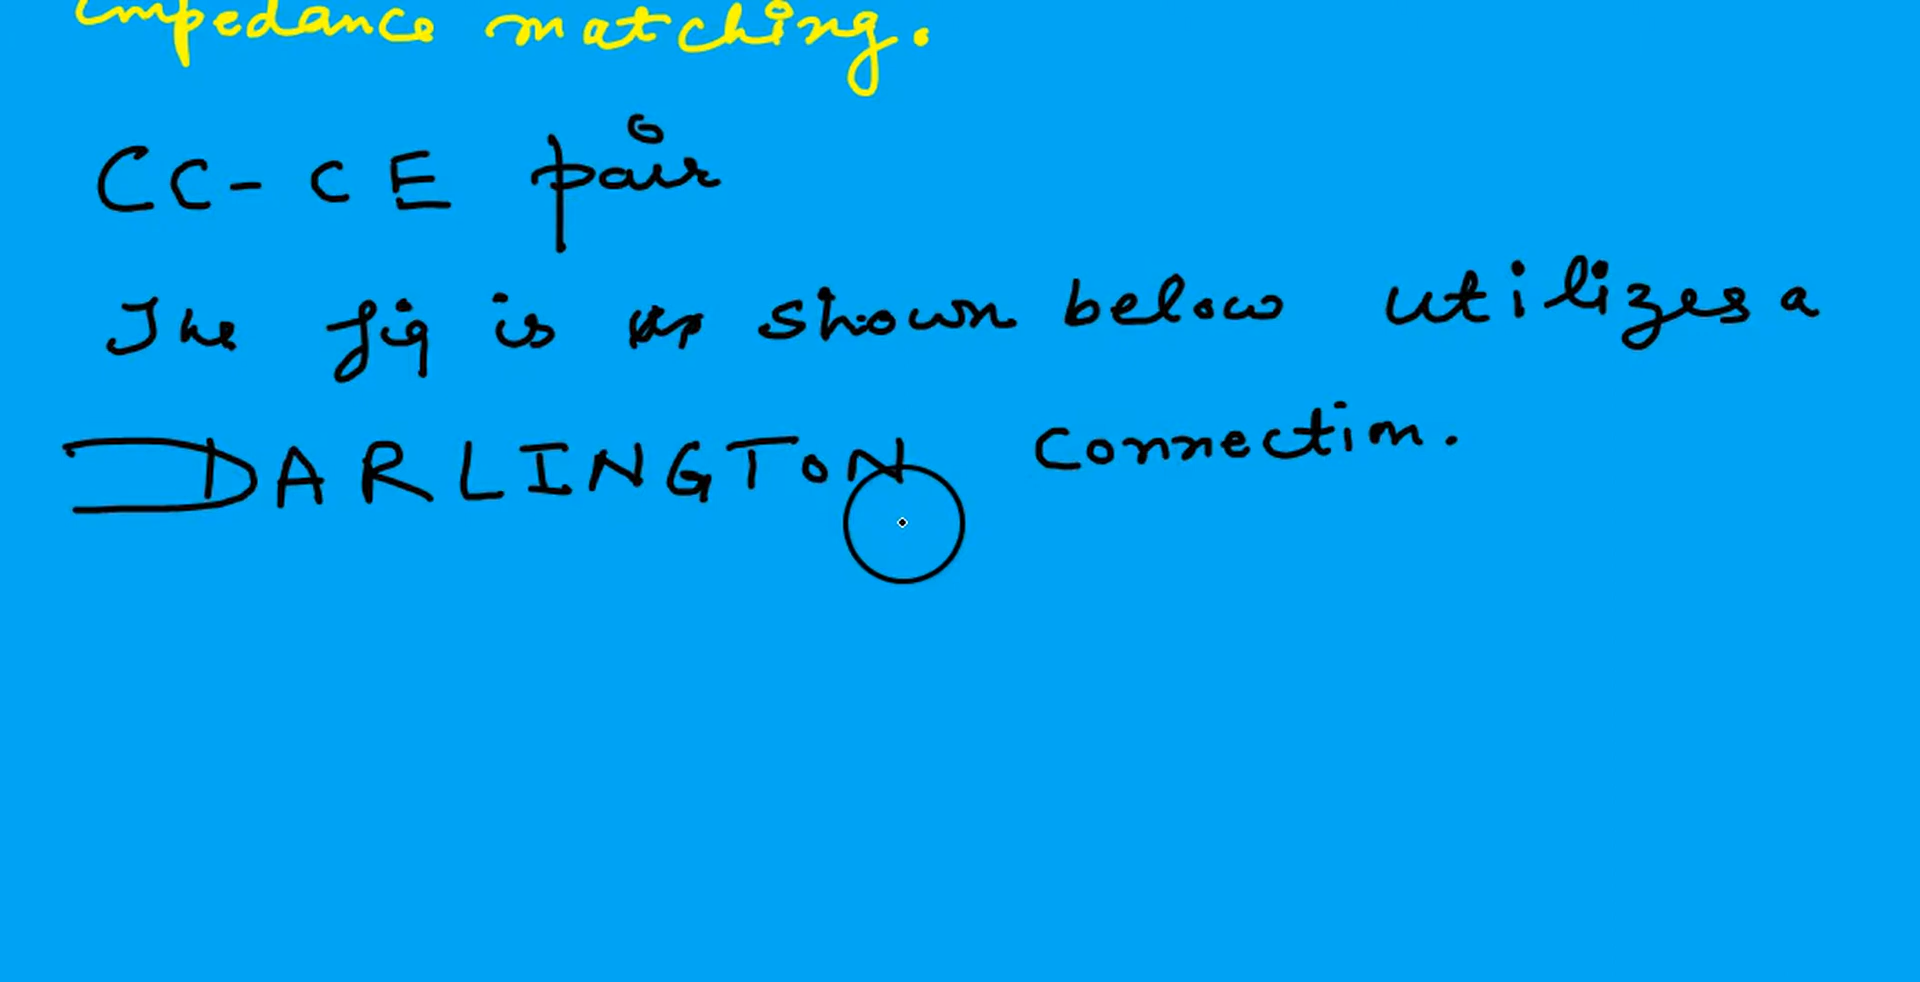 impedance matching.
CC-CE pair
The fig is shown below utilizes a
DARLINGTON connection.